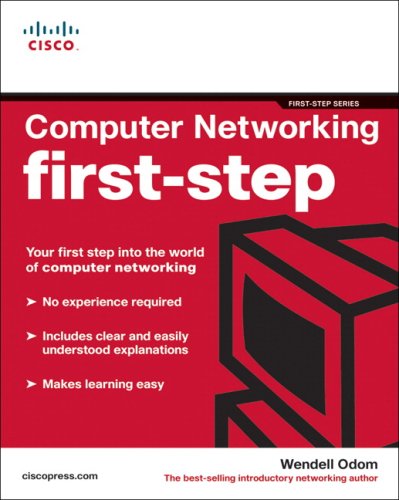 CISCO.
FIRST-STEP SERIES
Computer Networking
first-step
Your first step into the world
of computer networking
No experience required
Includes clear and easily
understood explanations
Makes learning easy
Wendell Odom
ciscopress.com
The best-selling introductory networking author